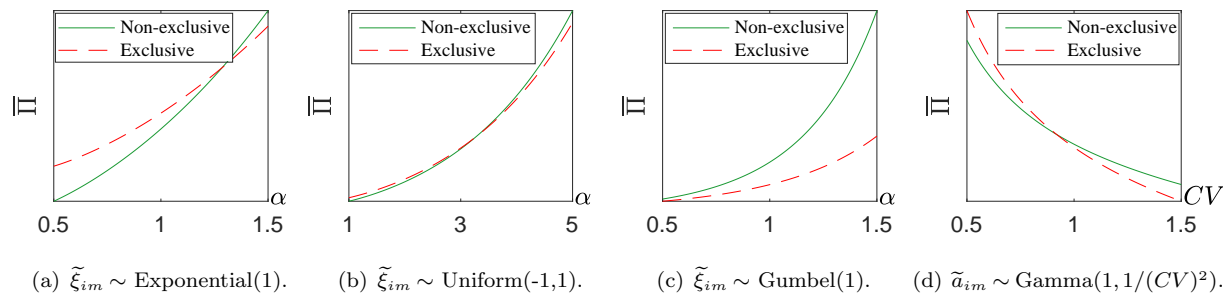 Non-exclusive
Exclusive
Π̅
α
0.5 1 1.5
(a) ξ̃_im ∼ Exponential(1).
Non-exclusive
Exclusive
Π̅
α
1 3 5
(b) ξ̃_im ∼ Uniform(-1,1).
Non-exclusive
Exclusive
Π̅
α
0.5 1 1.5
(c) ξ̃_im ∼ Gumbel(1).
Non-exclusive
Exclusive
Π̅
CV
0.5 1 1.5
(d) ã_im ∼ Gamma(1, 1/(CV)²).